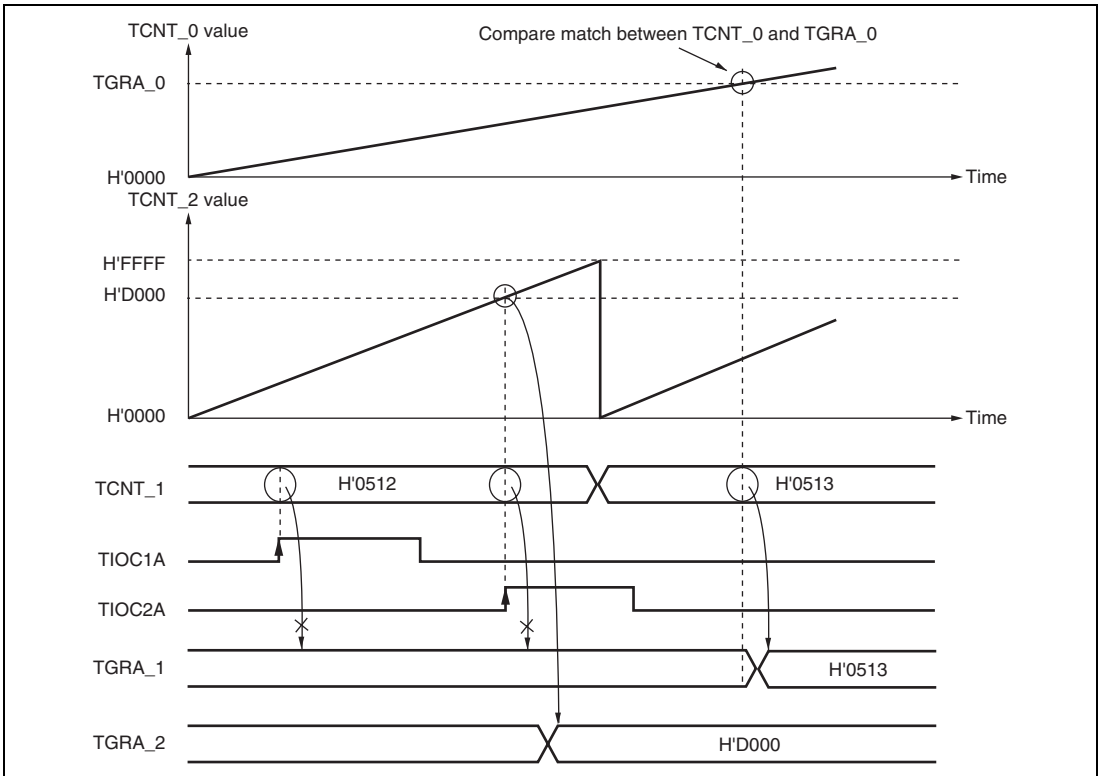 TCNT_0 value
Compare match between TCNT_0 and TGRA_0
TGRA_0
H'0000
Time
TCNT_2 value
H'FFFF
H'D000
H'0000
Time
TCNT_1
H'0512
H'0513
TIOC1A
TIOC2A
TGRA_1
H'0513
TGRA_2
H'D000